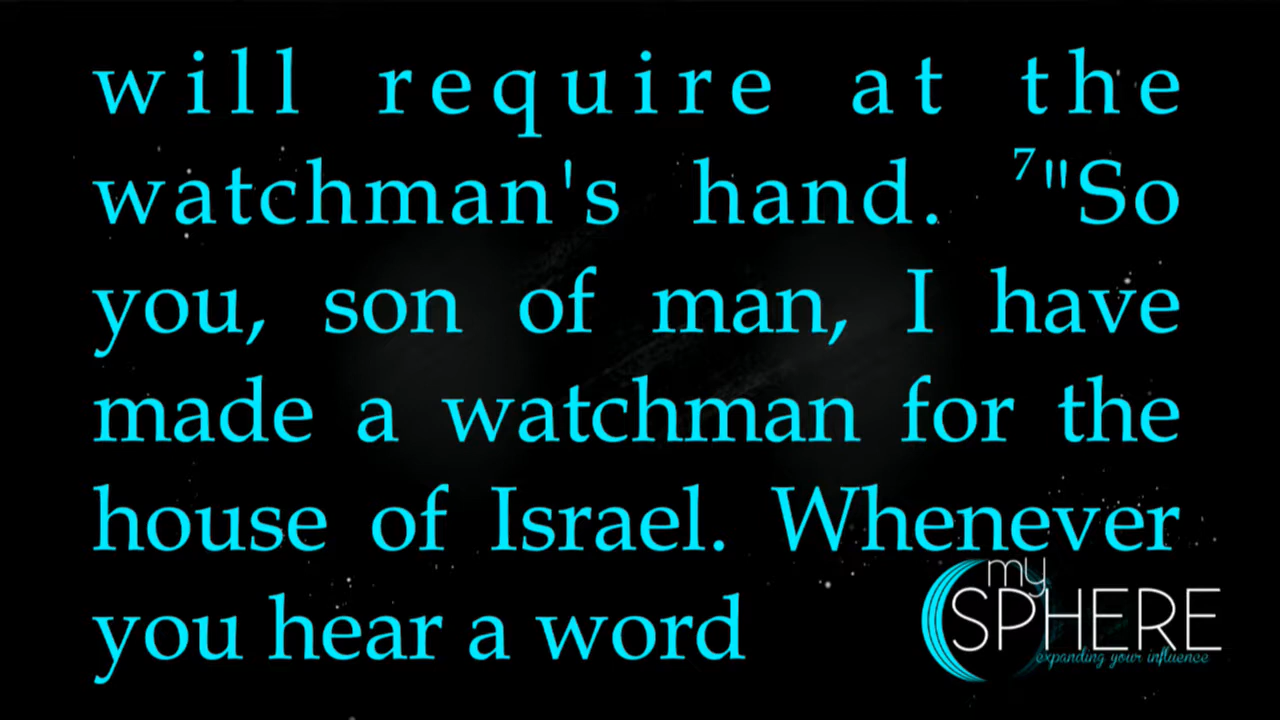 will require at the
watchman's hand. 7"So
you, son of man, I have
made a watchman for the
house of Israel. Whenever
you hear a word
my
SPHERE
expanding your influence